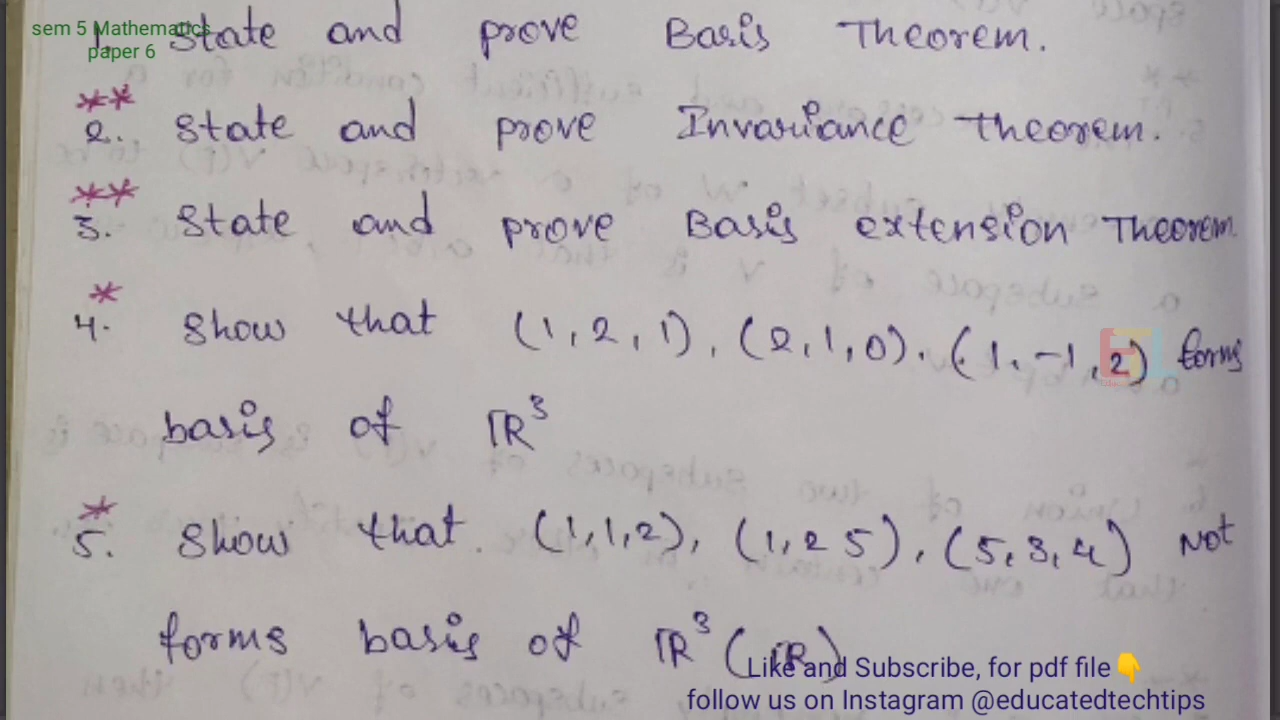 sem 5 Mathematics
paper 6
1. State and prove Basis Theorem.
**
2. State and prove Invariance theorem.
**
3. State and prove Basis extension Theorem
*
4. Show that (1,2,1), (2,1,0). (1.-1,2) forms
basis of ℝ³
*
5. Show that (1,1,2), (1,2 5), (5,3,4) Not
forms basis of ℝ³(ℝ)
Like and Subscribe, for pdf file👇
follow us on Instagram @educatedtechtips